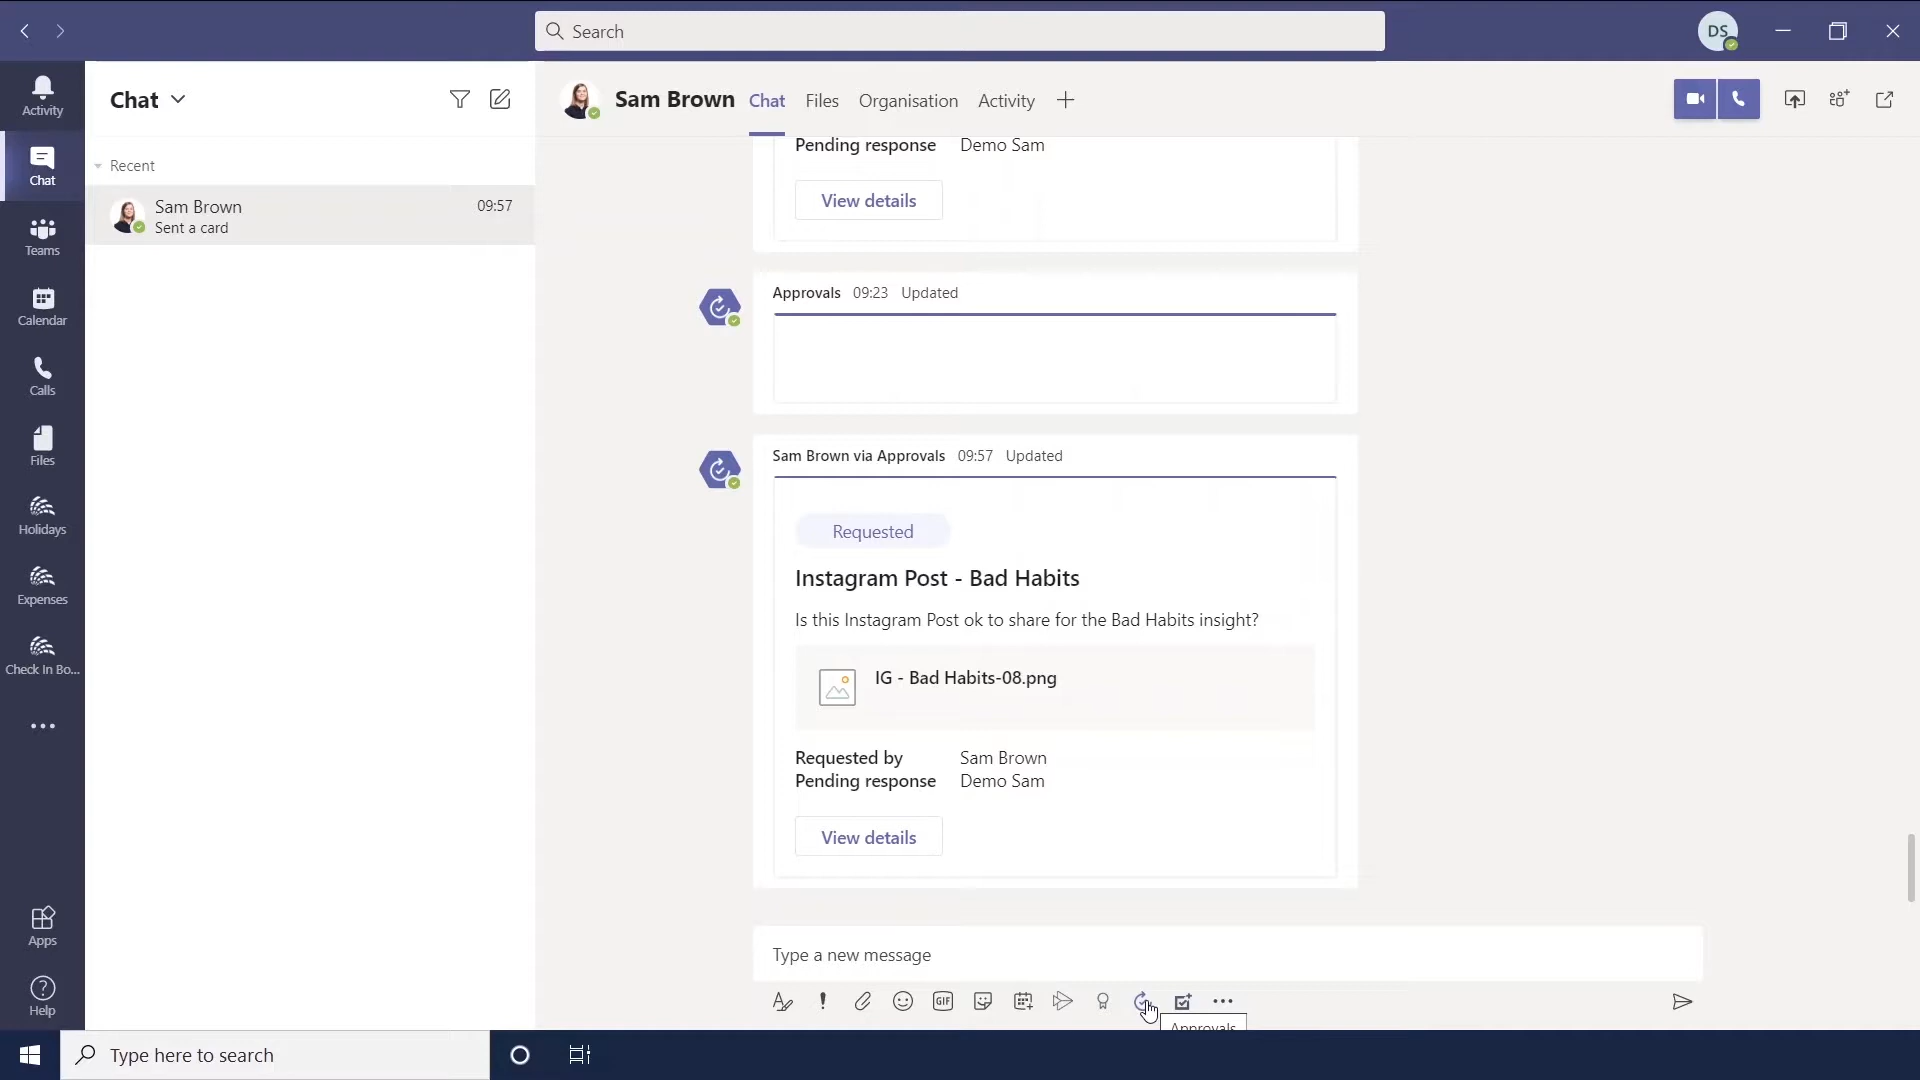 Search
DS
Activity
Chat
Teams
Calendar
Calls
Files
Holidays
Expenses
Check In Bo...
Apps
Help
Chat
Recent
Sam Brown 09:57
Sent a card
Sam Brown Chat Files Organisation Activity
Pending response Demo Sam
View details
Approvals 09:23 Updated
Sam Brown via Approvals 09:57 Updated
Requested
Instagram Post - Bad Habits
Is this Instagram Post ok to share for the Bad Habits insight?
IG - Bad Habits-08.png
Requested by Sam Brown
Pending response Demo Sam
View details
Type a new message
GIF
Approvals
Type here to search